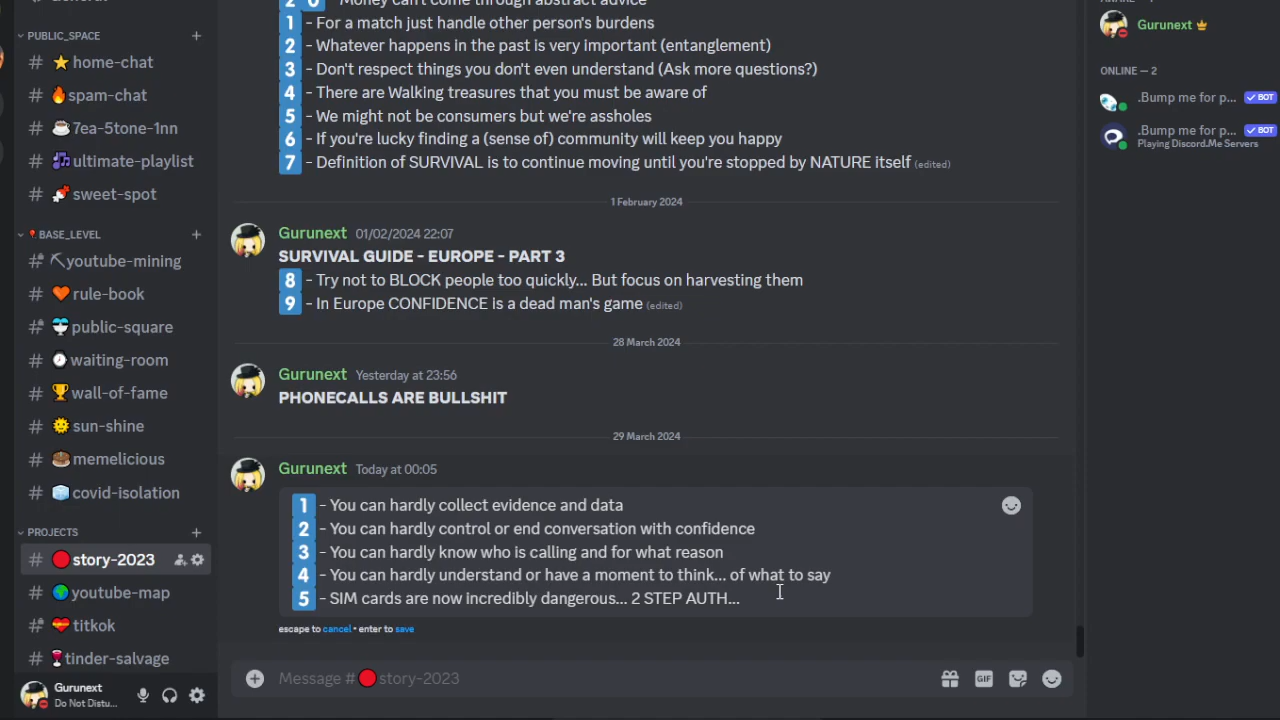 PUBLIC_SPACE
home-chat
spam-chat
7ea-5tone-1nn
ultimate-playlist
sweet-spot
BASE_LEVEL
youtube-mining
rule-book
public-square
waiting-room
wall-of-fame
sun-shine
memelicious
covid-isolation
PROJECTS
story-2023
youtube-map
titkok
tinder-salvage
Gurunext
Do Not Distu...
2 0 - Money can't come through abstract advice
1 - For a match just handle other person's burdens
2 - Whatever happens in the past is very important (entanglement)
3 - Don't respect things you don't even understand (Ask more questions?)
4 - There are Walking treasures that you must be aware of
5 - We might not be consumers but we're assholes
6 - If you're lucky finding a (sense of) community will keep you happy
7 - Definition of SURVIVAL is to continue moving until you're stopped by NATURE itself (edited)
1 February 2024
Gurunext 01/02/2024 22:07
SURVIVAL GUIDE - EUROPE - PART 3
8 - Try not to BLOCK people too quickly... But focus on harvesting them
9 - In Europe CONFIDENCE is a dead man's game (edited)
28 March 2024
Gurunext Yesterday at 23:56
PHONECALLS ARE BULLSHIT
29 March 2024
Gurunext Today at 00:05
1 - You can hardly collect evidence and data
2 - You can hardly control or end conversation with confidence
3 - You can hardly know who is calling and for what reason
4 - You can hardly understand or have a moment to think... of what to say
5 - SIM cards are now incredibly dangerous... 2 STEP AUTH...
escape to cancel • enter to save
Message #story-2023
GIF
Gurunext
ONLINE — 2
.Bump me for p... BOT
.Bump me for p... BOT
Playing Discord.Me Servers